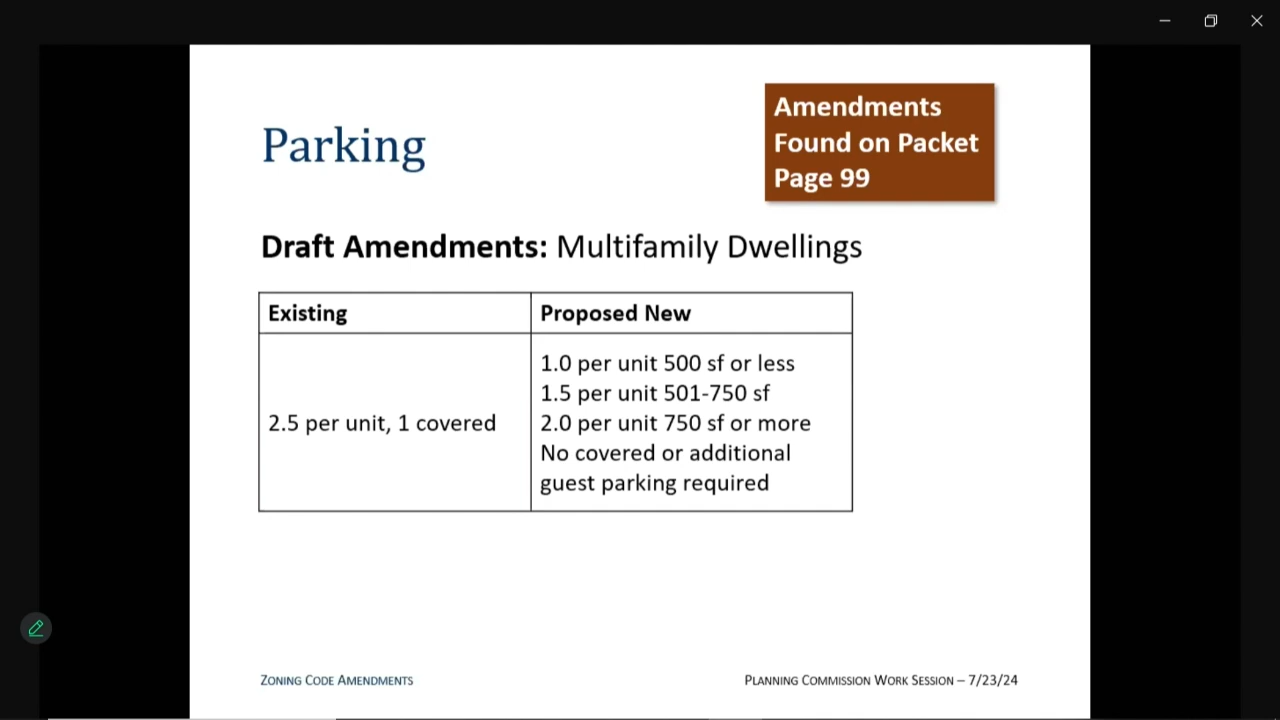 Parking
Amendments
Found on Packet
Page 99
Draft Amendments: Multifamily Dwellings
Existing
Proposed New
2.5 per unit, 1 covered
1.0 per unit 500 sf or less
1.5 per unit 501-750 sf
2.0 per unit 750 sf or more
No covered or additional
guest parking required
ZONING CODE AMENDMENTS
PLANNING COMMISSION WORK SESSION – 7/23/24